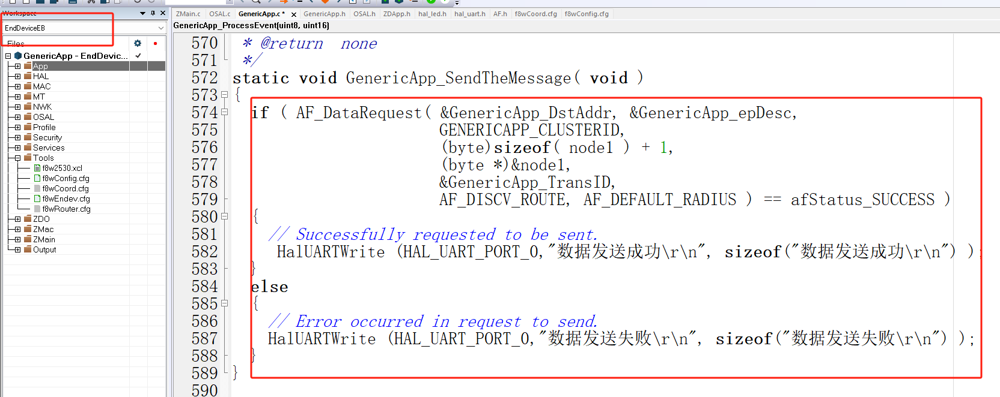 Workspace
EndDeviceEB
Files
GenericApp - EndDevic...
App
HAL
MAC
MT
NWK
OSAL
Profile
Security
Services
Tools
f8w2530.xcl
f8wConfig.cfg
f8wCoord.cfg
f8wEndev.cfg
f8wRouter.cfg
ZDO
ZMac
ZMain
Output
ZMain.c OSAL.c GenericApp.c * GenericApp.h OSAL.h ZDApp.h hal_led.h hal_uart.h AF.h f8wCoord.cfg f8wConfig.cfg
GenericApp_ProcessEvent(uint8, uint16)
570 * @return none
571 */
572 static void GenericApp_SendTheMessage( void )
573 {
574 if ( AF_DataRequest( &GenericApp_DstAddr, &GenericApp_epDesc,
575 GENERICAPP_CLUSTERID,
576 (byte)sizeof( node1 ) + 1,
577 (byte *)&node1,
578 &GenericApp_TransID,
579 AF_DISCV_ROUTE, AF_DEFAULT_RADIUS ) == afStatus_SUCCESS )
580 {
581 // Successfully requested to be sent.
582 HalUARTWrite (HAL_UART_PORT_0,"数据发送成功\r\n", sizeof("数据发送成功\r\n") );
583 }
584 else
585 {
586 // Error occurred in request to send.
587 HalUARTWrite (HAL_UART_PORT_0,"数据发送失败\r\n", sizeof("数据发送失败\r\n") );
588 }
589 }
590